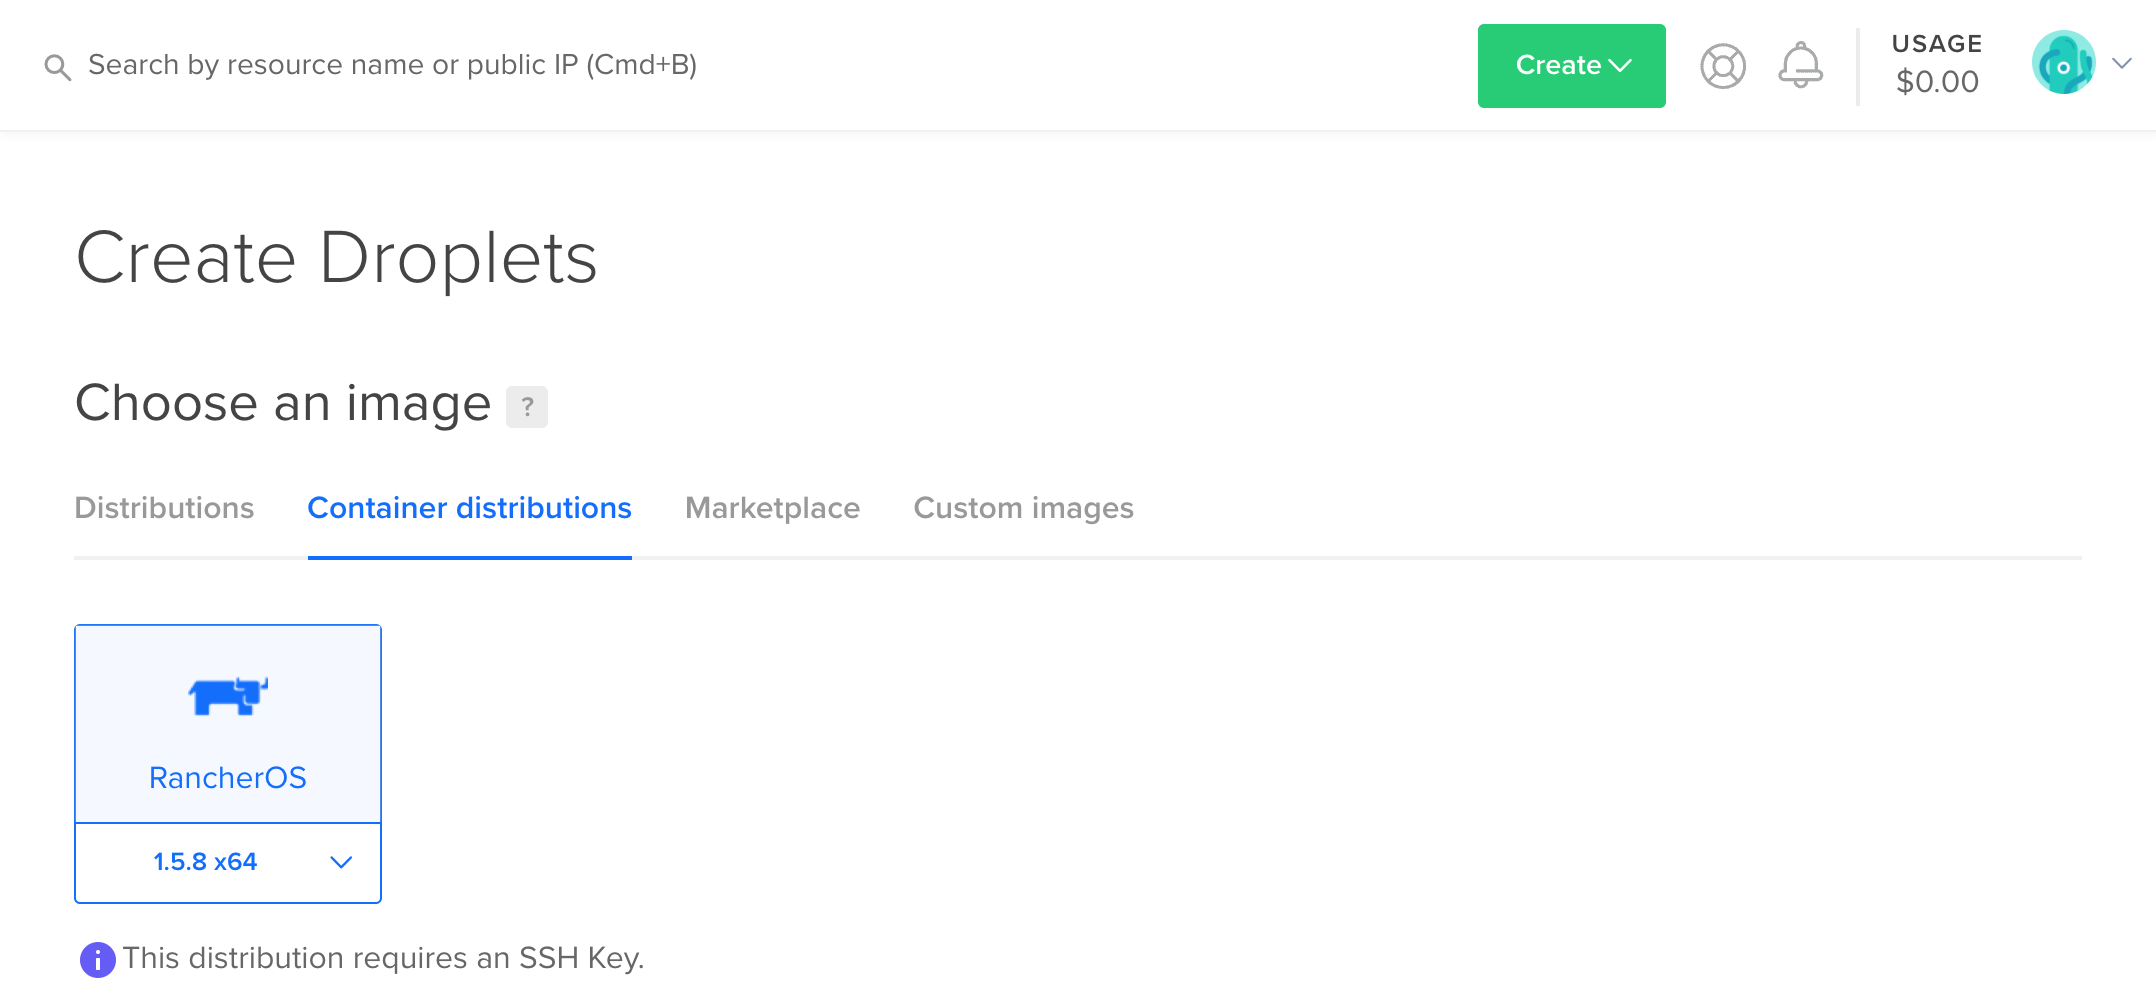 Search by resource name or public IP (Cmd+B)
Create
USAGE
$0.00
Create Droplets
Choose an image ?
Distributions Container distributions Marketplace Custom images
RancherOS
1.5.8 x64
This distribution requires an SSH Key.